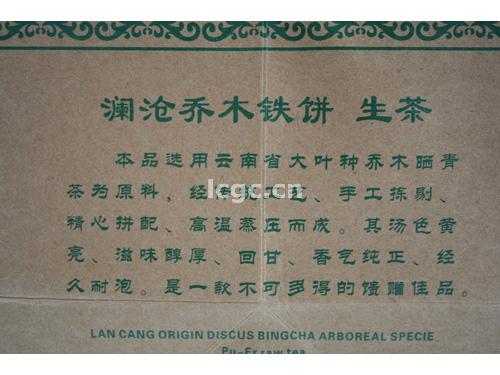 澜沧乔木铁饼 生茶
本品选用云南省大叶种乔木晒青
茶为原料，经 、手工拣剔、
精心拼配、高温蒸压而成。其汤色黄
亮、滋味醇厚、回甘、香气纯正、经
久耐泡。是一款不可多得的馈赠佳品。
kcgc.cn
LAN CANG ORIGIN DISCUS BINGCHA ARBOREAL SPECIE
Pu-Er raw tea